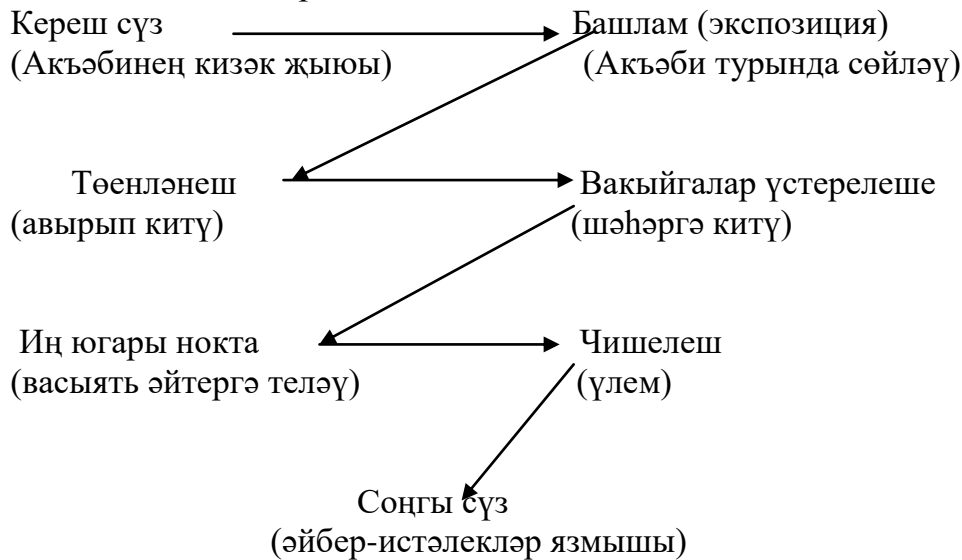 Кереш сүз
Башлам (экспозиция)
(Акъәбинең кизәк җыюы)
(Акъәби турында сөйләү)
Төенләнеш
Вакыйгалар үстерелеше
(авырып китү)
(шәһәргә китү)
Иң югары нокта
Чишелеш
(васыять әйтергә теләү)
(үлем)
Соңгы сүз
(әйбер-истәлекләр язмышы)